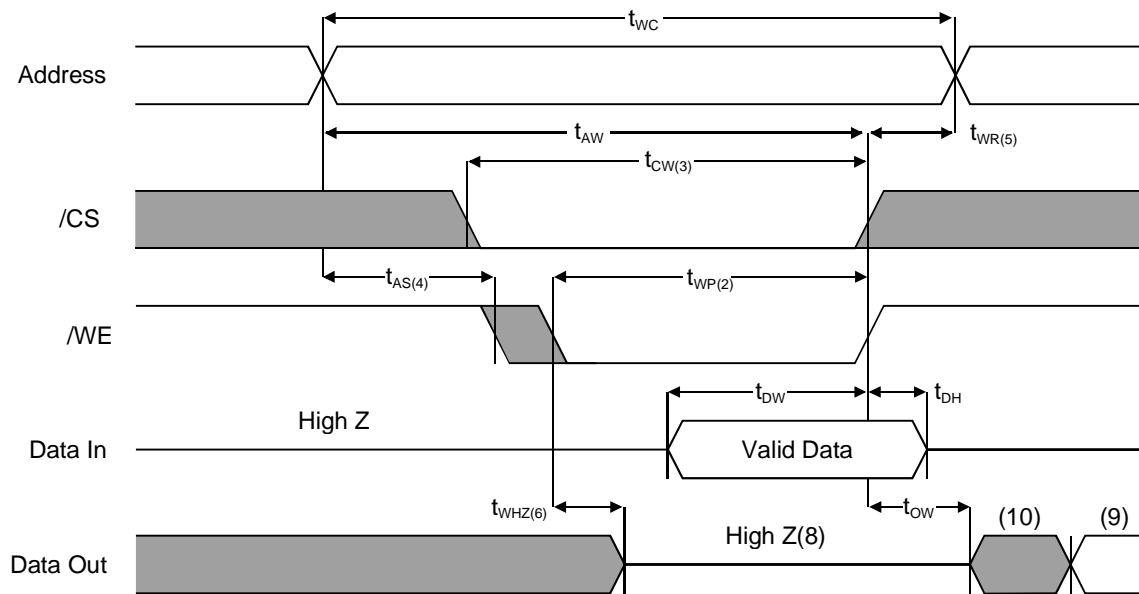 tWC
Address
tAW
tWR(5)
tCW(3)
/CS
tAS(4)
tWP(2)
/WE
tDW
tDH
High Z
Data In
Valid Data
tWHZ(6)
tOW
(10)
(9)
High Z(8)
Data Out